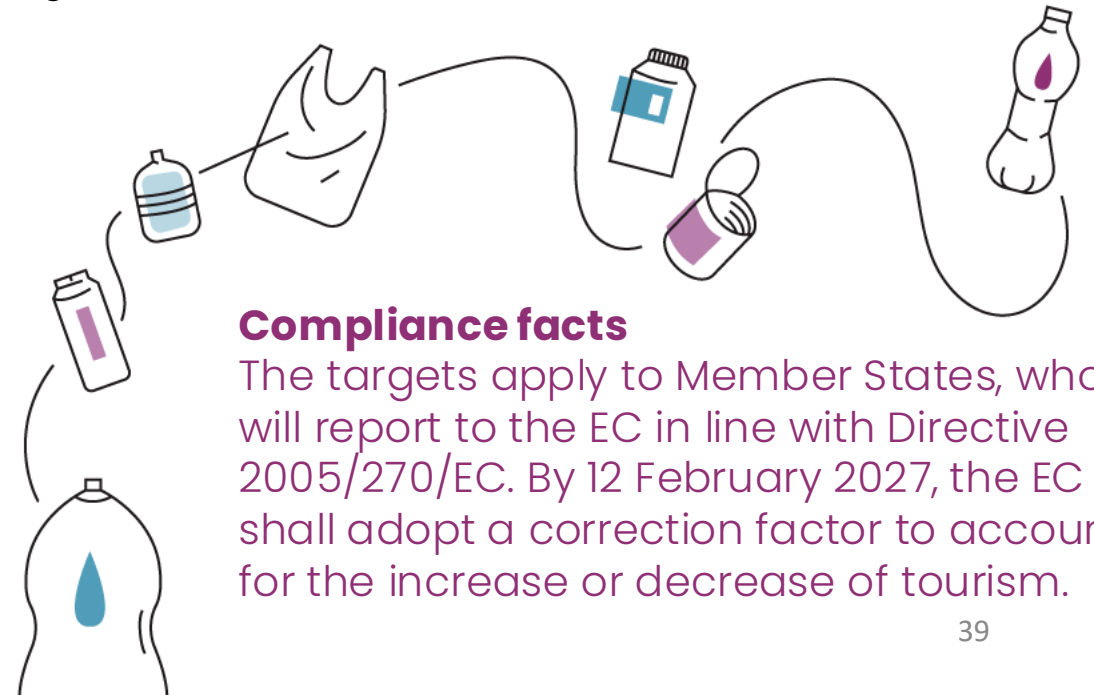 Compliance facts
The targets apply to Member States, who
will report to the EC in line with Directive
2005/270/EC. By 12 February 2027, the EC
shall adopt a correction factor to accoun
for the increase or decrease of tourism.
39